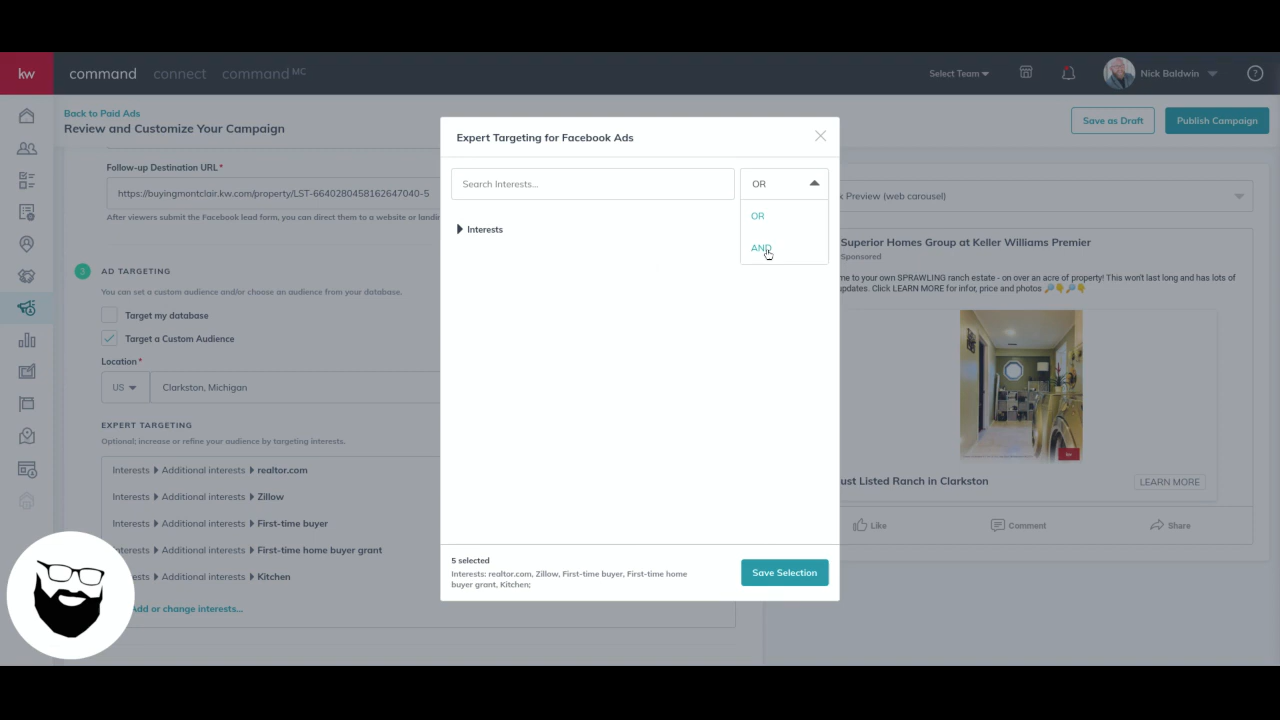 kw
command
connect
command MC
Select Team
Nick Baldwin
?
Back to Paid Ads
Review and Customize Your Campaign
Save as Draft
Publish Campaign
Follow-up Destination URL *
https://buyingmontclair.kw.com/property/LST-6640280458162647040-5
After viewers submit the Facebook lead form, you can direct them to a website or landin
3
AD TARGETING
You can set a custom audience and/or choose an audience from your database.
Target my database
Target a Custom Audience
Location *
US
Clarkston, Michigan
EXPERT TARGETING
Optional; increase or refine your audience by targeting interests.
Interests Additional interests realtor.com
Interests Additional interests Zillow
Interests Additional interests First-time buyer
Interests Additional interests First-time home buyer grant
Interests Additional interests Kitchen
Add or change interests...
Expert Targeting for Facebook Ads
Search Interests...
OR
OR
AND
Interests
5 selected
Interests: realtor.com, Zillow, First-time buyer, First-time home
buyer grant, Kitchen;
Save Selection
k Preview (web carousel)
Superior Homes Group at Keller Williams Premier
Sponsored
me to your own SPRAWLING ranch estate - on over an acre of property! This won't last long and has lots of
updates. Click LEARN MORE for infor, price and photos 🔎👇🔎👇
kw
ust Listed Ranch in Clarkston
LEARN MORE
Like
Comment
Share